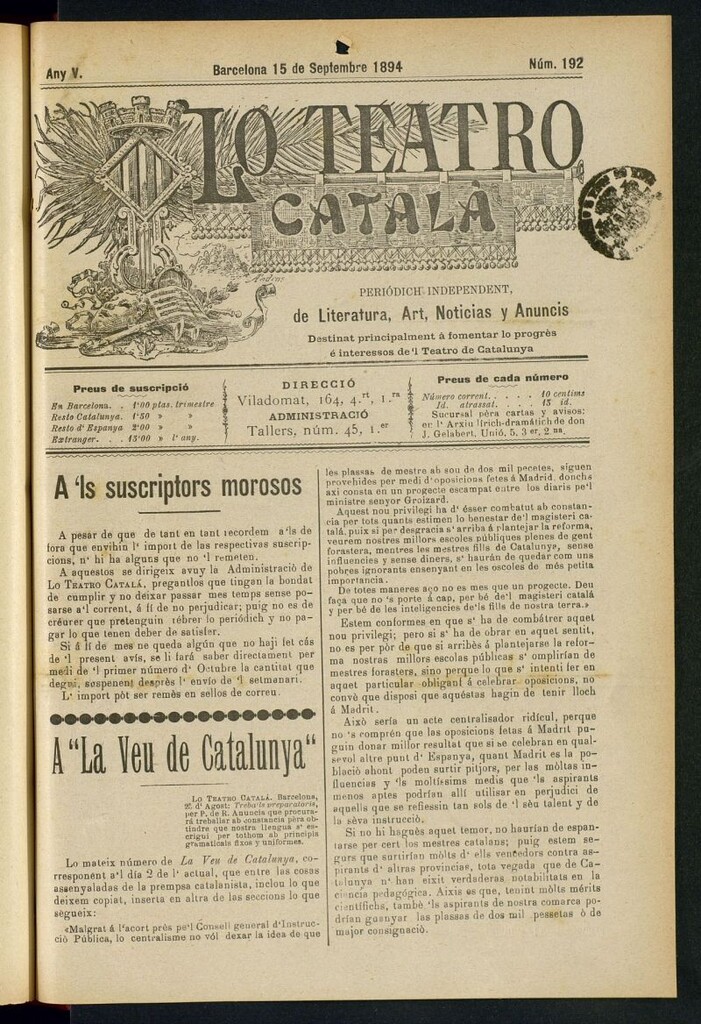 Any V.
Barcelona 15 de Septembre 1894
Núm. 192
LO TEATRO
CATALÀ
PERIÓDICH INDEPENDENT,
de Literatura, Art, Noticias y Anuncis
Destinat principalment á fomentar lo progrès
é interessos de 'l Teatro de Catalunya
Preus de suscripció
En Barcelona. . 1'00 ptas. trimestre
Resto Catalunya. 1'50 » »
Resto d' Espanya 2'00 » »
Extranger. . . 15'00 » l' any.
DIRECCIÓ
Viladomat, 164, 4.rt, 1.ra
ADMINISTRACIÓ
Tallers, núm. 45, 1.er
Preus de cada número
Número corrent. . . . . 10 centims
Id. atrassat. . . . . 15 id.
Sucursal péra cartas y avisos:
en l' Arxiu lírich-dramátich de don
J. Gelabert, Unió, 5, 3.er, 2.na.
A 'ls suscriptors morosos
A pesar de que de tant en tant recordem a'ls de
fora que envihin l' import de las respectivas suscrip-
cions, n' hi ha alguns que no 'l remeten.
A aquestos se dirigeix avuy la Administració de
LO TEATRO CATALÁ, pregantlos que tingan la bondat
de cumplir y no deixar passar mes temps sense po-
sarse a'l corrent, á fí de no perjudicar; puig no es de
créurer que pretenguin rébrer lo periódich y no pa-
gar lo que tenen deber de satisfer.
Si á fí de mes ne queda algún que no haji fet cás
de 'l present avís, se li fará saber directament per
medi de 'l primer número d' Octubre la cantitat que
degui, suspenent després l' envío de 'l setmanari.
L' import pót ser remés en sellos de correu.
A "La Veu de Catalunya"
LO TEATRO CATALÁ. Barcelona,
25 d' Agost: Treballs preparatoris,
per P. de R. Anuncia que procura-
rá treballar ab constancia péra ob-
tindre que nostra llengua s' es-
crigui per tothom ab principis
gramaticals fixos y uniformes.
Lo mateix número de La Veu de Catalunya, co-
rresponent a'l día 2 de l' actual, que entre las cosas
assenyaladas de la prempsa catalanista, inclou lo que
deixem copiat, inserta en altra de las seccions lo que
segueix:
«Malgrat á l'acort près pe'l Consell general d'Instruc-
ció Pública, lo centralisme no vól dexar la idea de que
les plassas de mestre ab sou de dos mil pecetes, siguen
provehides per medi d'oposicions fetes á Madrid, donchs
axí consta en un progecte escampat entre los diaris pe'l
ministre senyor Groizard.
Aquest nou privilegi ha d' ésser combatut ab constan-
cia per tots quants estimen lo benestar de'l magisteri ca-
talá, puix si per desgracia s' arriba á plantejar la reforma,
veurem nostres millors escoles públiques plenes de gent
forastera, mentres les mestres fills de Catalunya, sense
influencies y sense diners, s' hauràn de quedar com uns
pobres ignorants ensenyant en les escoles de més petita
importancia.
De totes maneres aço no es mes que un progecte. Deu
faça que no 's porte á cap, per bé de'l magisteri catalá
y per bé de les inteligencies de'ls fills de nostra terra.»
Estem conformes en que s' ha de combátrer aquet
nou privilegi; pero si s' ha de obrar en aquet sentit,
no es per pór de que si arribés á plantejarse la refor-
ma nostras millors escolas públicas s' omplirían de
mestres forasters, sino perque lo que s' intentí fer en
aquet particular obligant á celebrar oposicions, no
convè que disposi que aquéstas hagin de tenir lloch
á Madrit.
Aixó sería un acte centralisador ridícul, perque
no 's comprén que las oposicions fetas á Madrit pu-
guin donar millor resultat que si se celebran en qual-
sevol altre punt d' Espanya, quant Madrit es la po-
blació ahont poden surtir pitjors, per las móltas in-
fluencias y 'ls moltíssims medis que 'ls aspirants
menos aptes podrían allí utilisar en perjudici de
aquells que se refiessin tan sols de 'l séu talent y de
la séva instrucció.
Si no hi hagués aquet temor, no haurían de espan-
tarse per cert los mestres catalans; puig estem se-
gurs que surtirían mólts d' ells vencedors contra as-
pirants d' altras provincias, tota vegada que de Ca-
talunya n' han eixit verdaderas notabilitats en la
ciencia pedagógica. Aixís es que, tenint mólts mérits
científichs, també 'ls aspirants de nostra comarca po-
drían guanyar las plassas de dos mil pessetas ó de
major consignació.